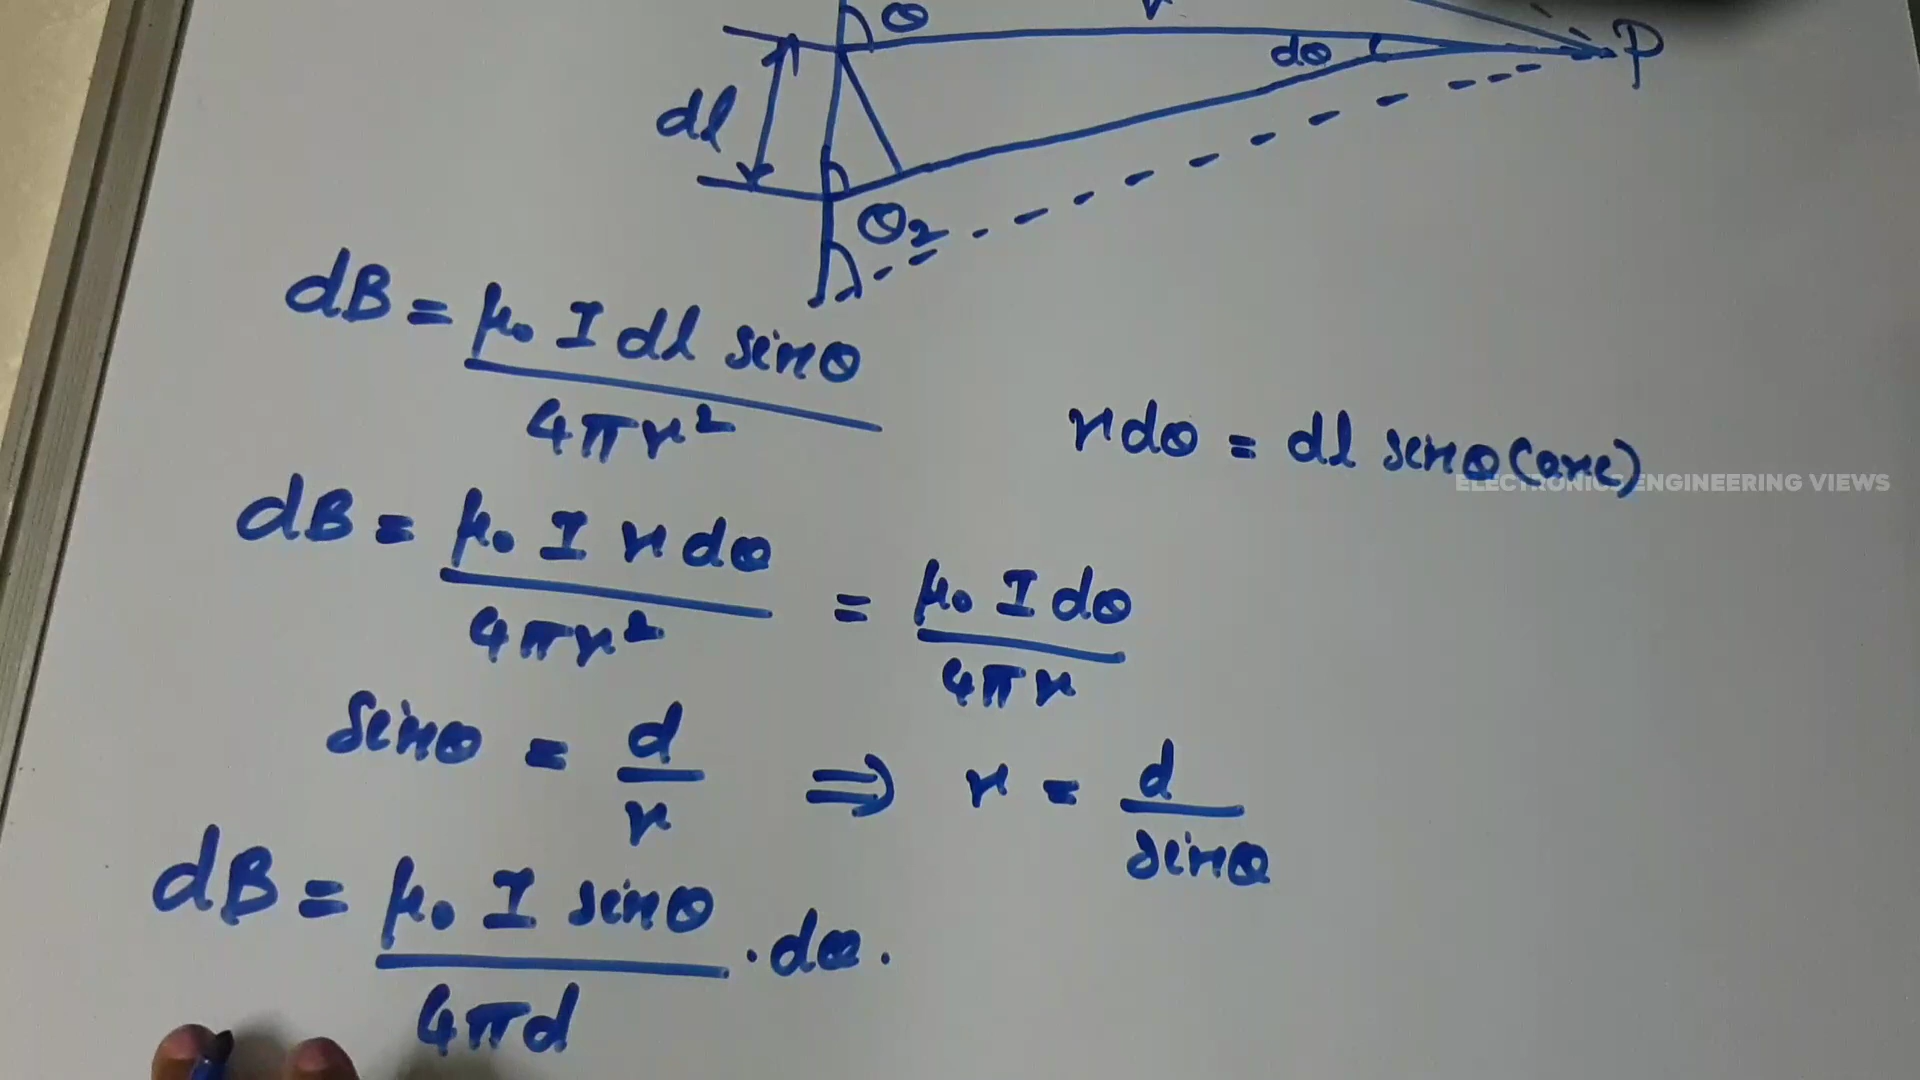 θ r
dθ P
dl
θ₂
dB = μ₀ I dl sinθ / 4πr²
r dθ = dl sinθ (arc)
ELECTRONICS ENGINEERING VIEWS
dB = μ₀ I r dθ / 4πr² = μ₀ I dθ / 4πr
sinθ = d / r ⇒ r = d / sinθ
dB = μ₀ I sinθ / 4πd . dθ .